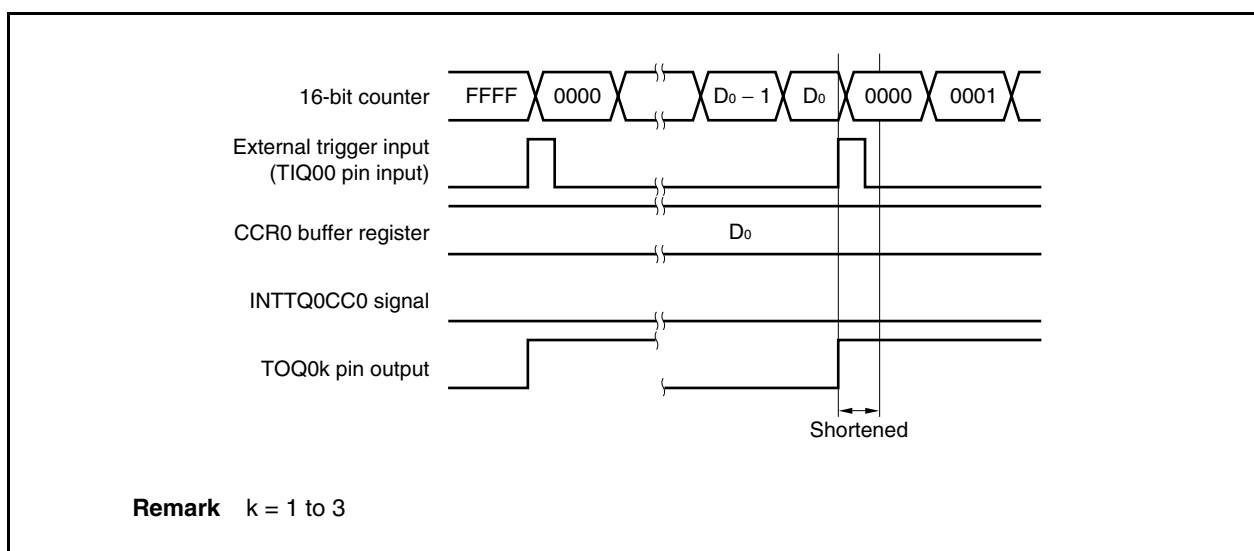 16-bit counter
FFFF 0000 D₀ − 1 D₀ 0000 0001
External trigger input
(TIQ00 pin input)
CCR0 buffer register
D₀
INTTQ0CC0 signal
TOQ0k pin output
Shortened
Remark k = 1 to 3